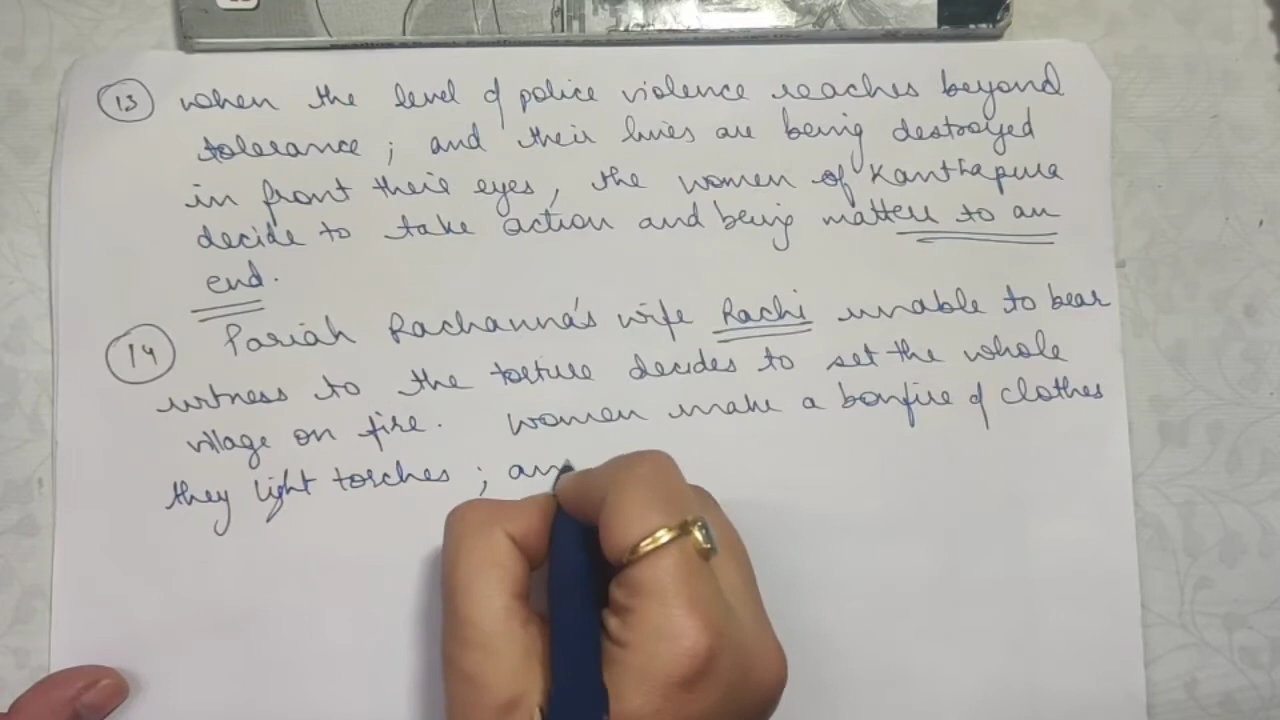 13 when the level of police violence reaches beyond
tolerance ; and their lives are being destroyed
in front their eyes, the women of Kanthapura
decide to take action and being matters to an
end.
14 Pariah Rachanna's wife Rachi unable to bear
witness to the torture decides to set the whole
village on fire. women make a bonfire of clothes
they light torches ; an